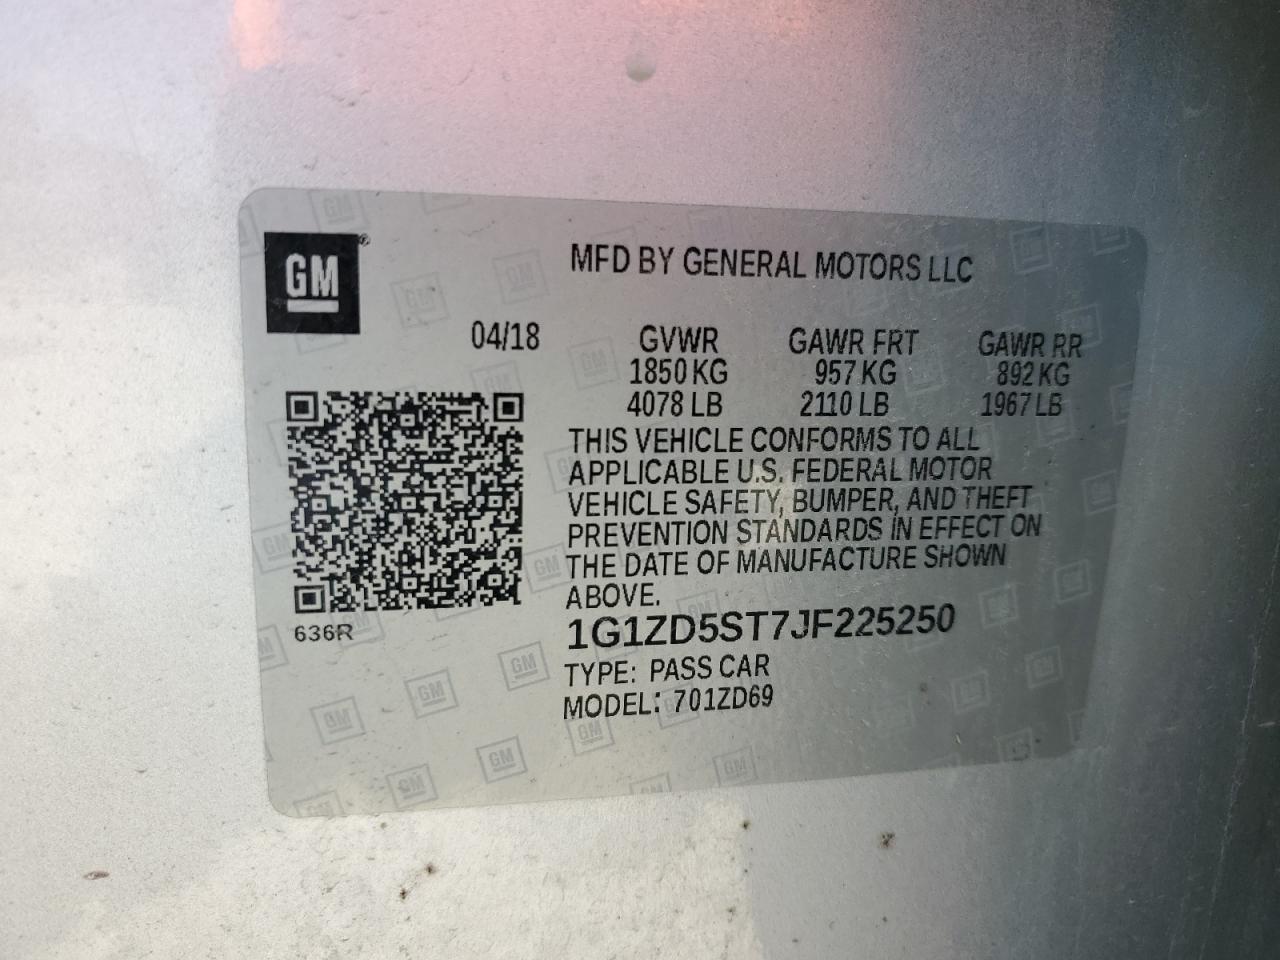 GM
MFD BY GENERAL MOTORS LLC
04/18 GVWR GAWR FRT GAWR RR
1850 KG 957 KG 892 KG
4078 LB 2110 LB 1967 LB
THIS VEHICLE CONFORMS TO ALL
APPLICABLE U.S. FEDERAL MOTOR
VEHICLE SAFETY, BUMPER, AND THEFT
PREVENTION STANDARDS IN EFFECT ON
THE DATE OF MANUFACTURE SHOWN
ABOVE.
636R
1G1ZD5ST7JF225250
TYPE: PASS CAR
MODEL: 701ZD69